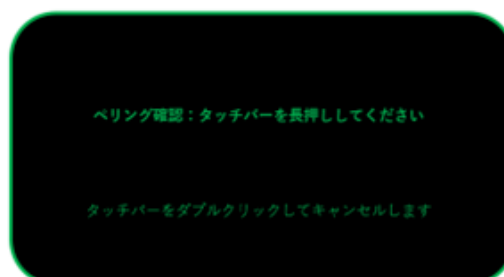 ペリング確認：タッチバーを長押ししてください
タッチバーをダブルクリックしてキャンセルします